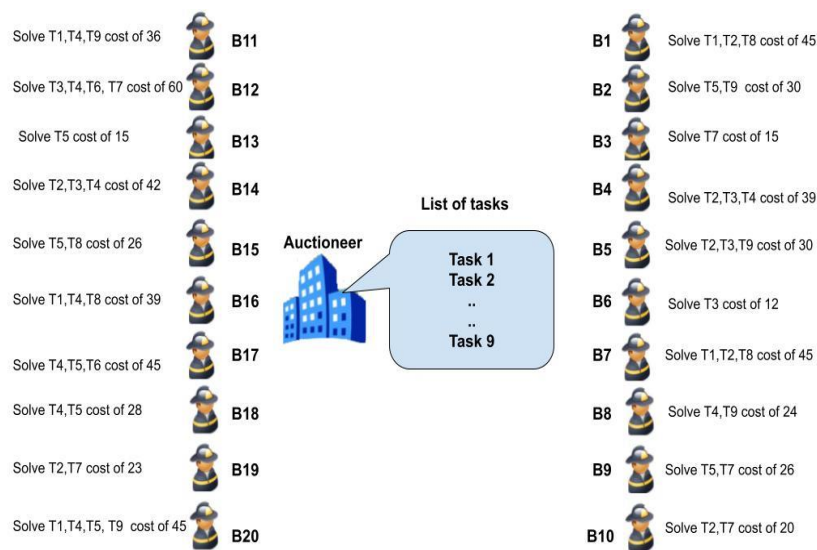 Solve T1,T4,T9 cost of 36
B11
Solve T3,T4,T6, T7 cost of 60
B12
Solve T5 cost of 15
B13
Solve T2,T3,T4 cost of 42
B14
Solve T5,T8 cost of 26
B15
Solve T1,T4,T8 cost of 39
B16
Solve T4,T5,T6 cost of 45
B17
Solve T4,T5 cost of 28
B18
Solve T2,T7 cost of 23
B19
Solve T1,T4,T5, T9 cost of 45
B20
Auctioneer
List of tasks
Task 1
Task 2
..
..
Task 9
B1
Solve T1,T2,T8 cost of 45
B2
Solve T5,T9 cost of 30
B3
Solve T7 cost of 15
B4
Solve T2,T3,T4 cost of 39
B5
Solve T2,T3,T9 cost of 30
B6
Solve T3 cost of 12
B7
Solve T1,T2,T8 cost of 45
B8
Solve T4,T9 cost of 24
B9
Solve T5,T7 cost of 26
B10
Solve T2,T7 cost of 20